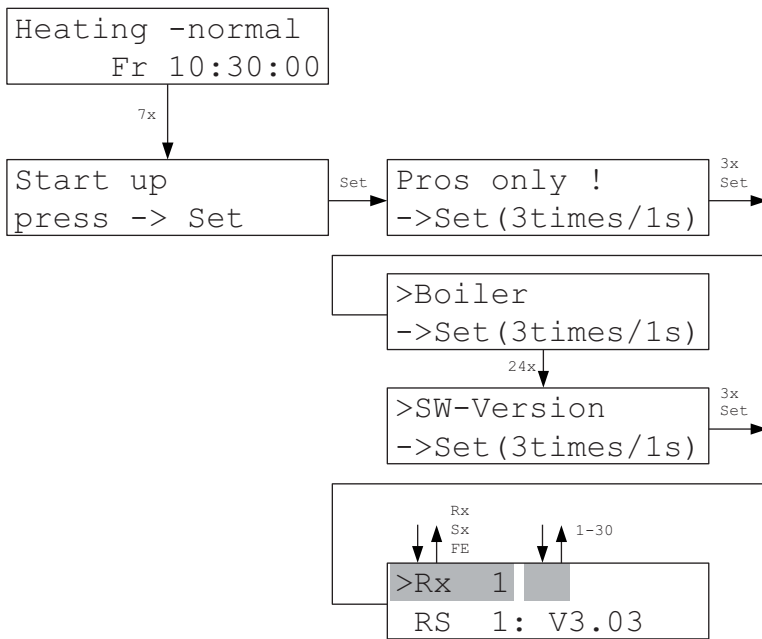 Heating -normal
Fr 10:30:00
7x
Start up
press -> Set
Set
Pros only !
->Set(3times/1s)
3x
Set
>Boiler
->Set(3times/1s)
24x
>SW-Version
->Set(3times/1s)
3x
Set
Rx
Sx
FE
1-30
>Rx 1
RS 1: V3.03